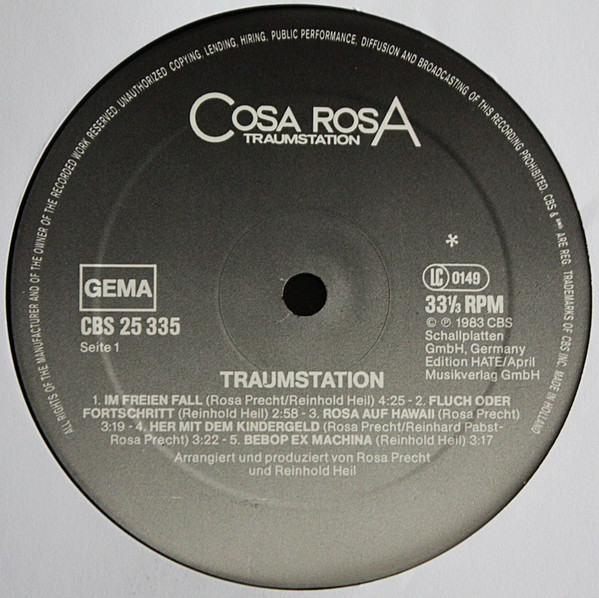 ALL RIGHTS OF THE MANUFACTURER AND OF THE OWNER OF THE RECORDED WORK RESERVED. UNAUTHORIZED COPYING, LENDING, HIRING, PUBLIC PERFORMANCE, DIFFUSION AND BROADCASTING OF THIS RECORDING PROHIBITED. CBS & ARE REG. TRADEMARKS OF CBS INC. MADE IN HOLLAND
COSA ROSA
TRAUMSTATION
*
GEMA
LC 0149
CBS 25 335
33⅓ RPM
Seite 1
© ℗ 1983 CBS
Schallplatten
GmbH, Germany
Edition HATE/April
Musikverlag GmbH
TRAUMSTATION
1. IM FREIEN FALL (Rosa Precht/Reinhold Heil) 4:25 - 2. FLUCH ODER
FORTSCHRITT (Reinhold Heil) 2:58 - 3. ROSA AUF HAWAII (Rosa Precht)
3:19 - 4. HER MIT DEM KINDERGELD (Rosa Precht/Reinhard Pabst-
Rosa Precht) 3:22 - 5. BEBOP EX MACHINA (Reinhold Heil) 3:17
Arrangiert und produziert von Rosa Precht
und Reinhold Heil